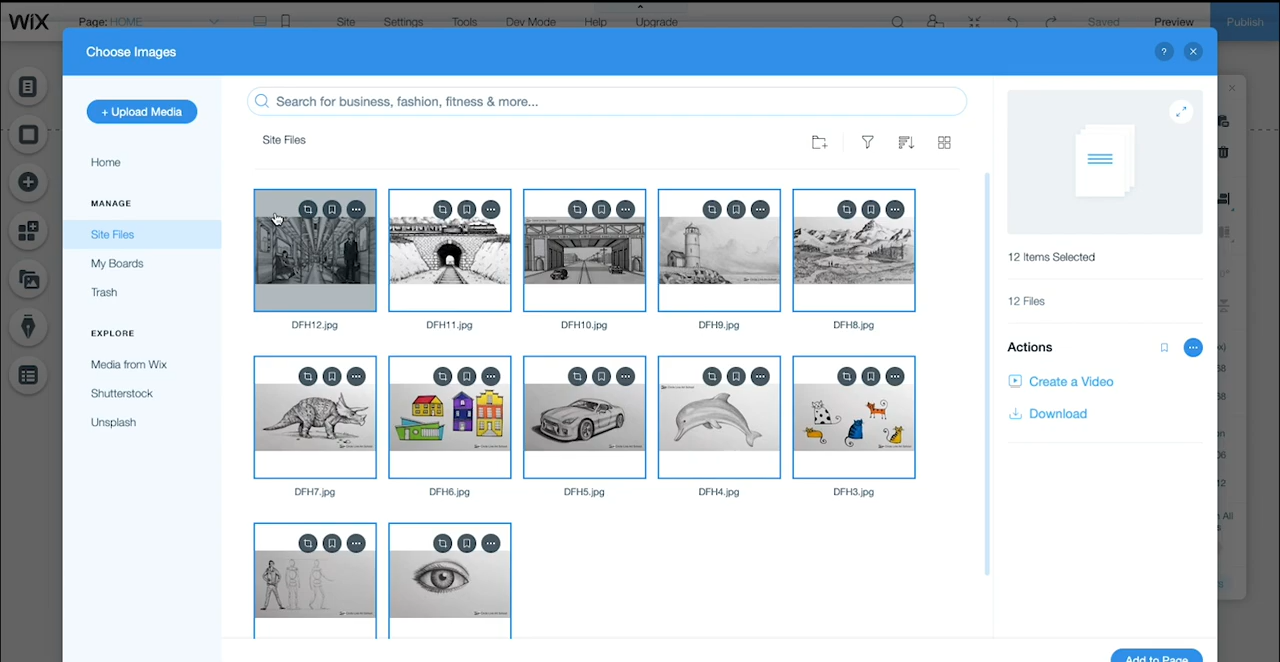 WiX
Page: HOME
Site
Settings
Tools
Dev Mode
Help
Upgrade
Saved
Preview
Publish
Choose Images
?
+ Upload Media
Home
MANAGE
Site Files
My Boards
Trash
EXPLORE
Media from Wix
Shutterstock
Unsplash
Search for business, fashion, fitness & more...
Site Files
DFH12.jpg
DFH11.jpg
DFH10.jpg
DFH9.jpg
DFH8.jpg
DFH7.jpg
DFH6.jpg
DFH5.jpg
DFH4.jpg
DFH3.jpg
12 Items Selected
12 Files
Actions
Create a Video
Download
Add to Page